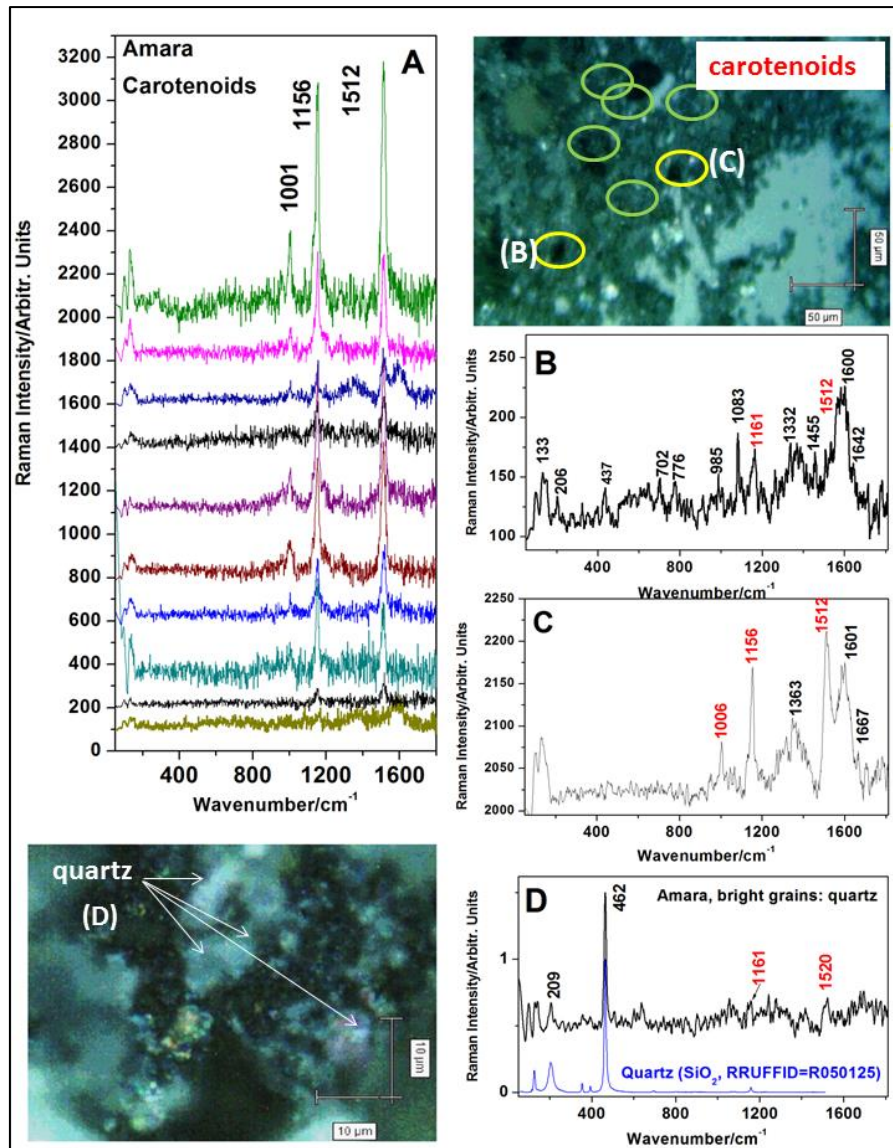 Amara
Carotenoids
A
1001
1156
1512
3200
3000
2800
2600
2400
2200
2000
1800
1600
1400
1200
1000
800
600
400
200
0
Raman Intensity/Arbitr. Units
400
800
1200
1600
Wavenumber/cm-1
carotenoids
(C)
(B)
50 µm
50 µm
B
250
200
150
100
Raman Intensity/Arbitr. Units
133
206
437
702
776
985
1083
1161
1332
1455
1512
1600
1642
400
800
1200
1600
Wavenumber/cm-1
C
2250
2200
2150
2100
2050
2000
Raman Intensity/Arbitr. Units
1006
1156
1363
1512
1601
1667
400
800
1200
1600
Wavenumber/cm-1
quartz
(D)
10 µm
10 µm
D
Amara, bright grains: quartz
462
209
1161
1520
1
0
Raman Intensity/Arbitr. Units
Quartz (SiO2, RRUFFID=R050125)
400
800
1200
1600
Wavenumber/cm-1